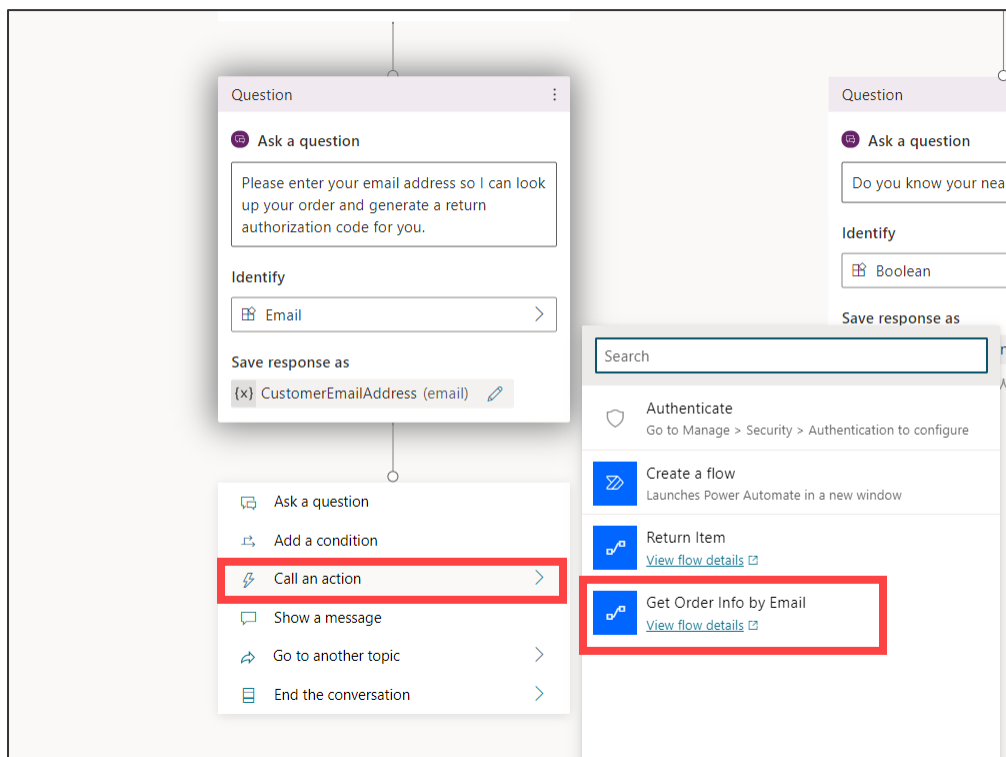 Question
Ask a question
Please enter your email address so I can look
up your order and generate a return
authorization code for you.
Identify
Email
Save response as
{x} CustomerEmailAddress (email)
Ask a question
Add a condition
Call an action
Show a message
Go to another topic
End the conversation
Question
Ask a question
Do you know your nea
Identify
Boolean
Save response as
Search
Authenticate
Go to Manage > Security > Authentication to configure
Create a flow
Launches Power Automate in a new window
Return Item
View flow details
Get Order Info by Email
View flow details